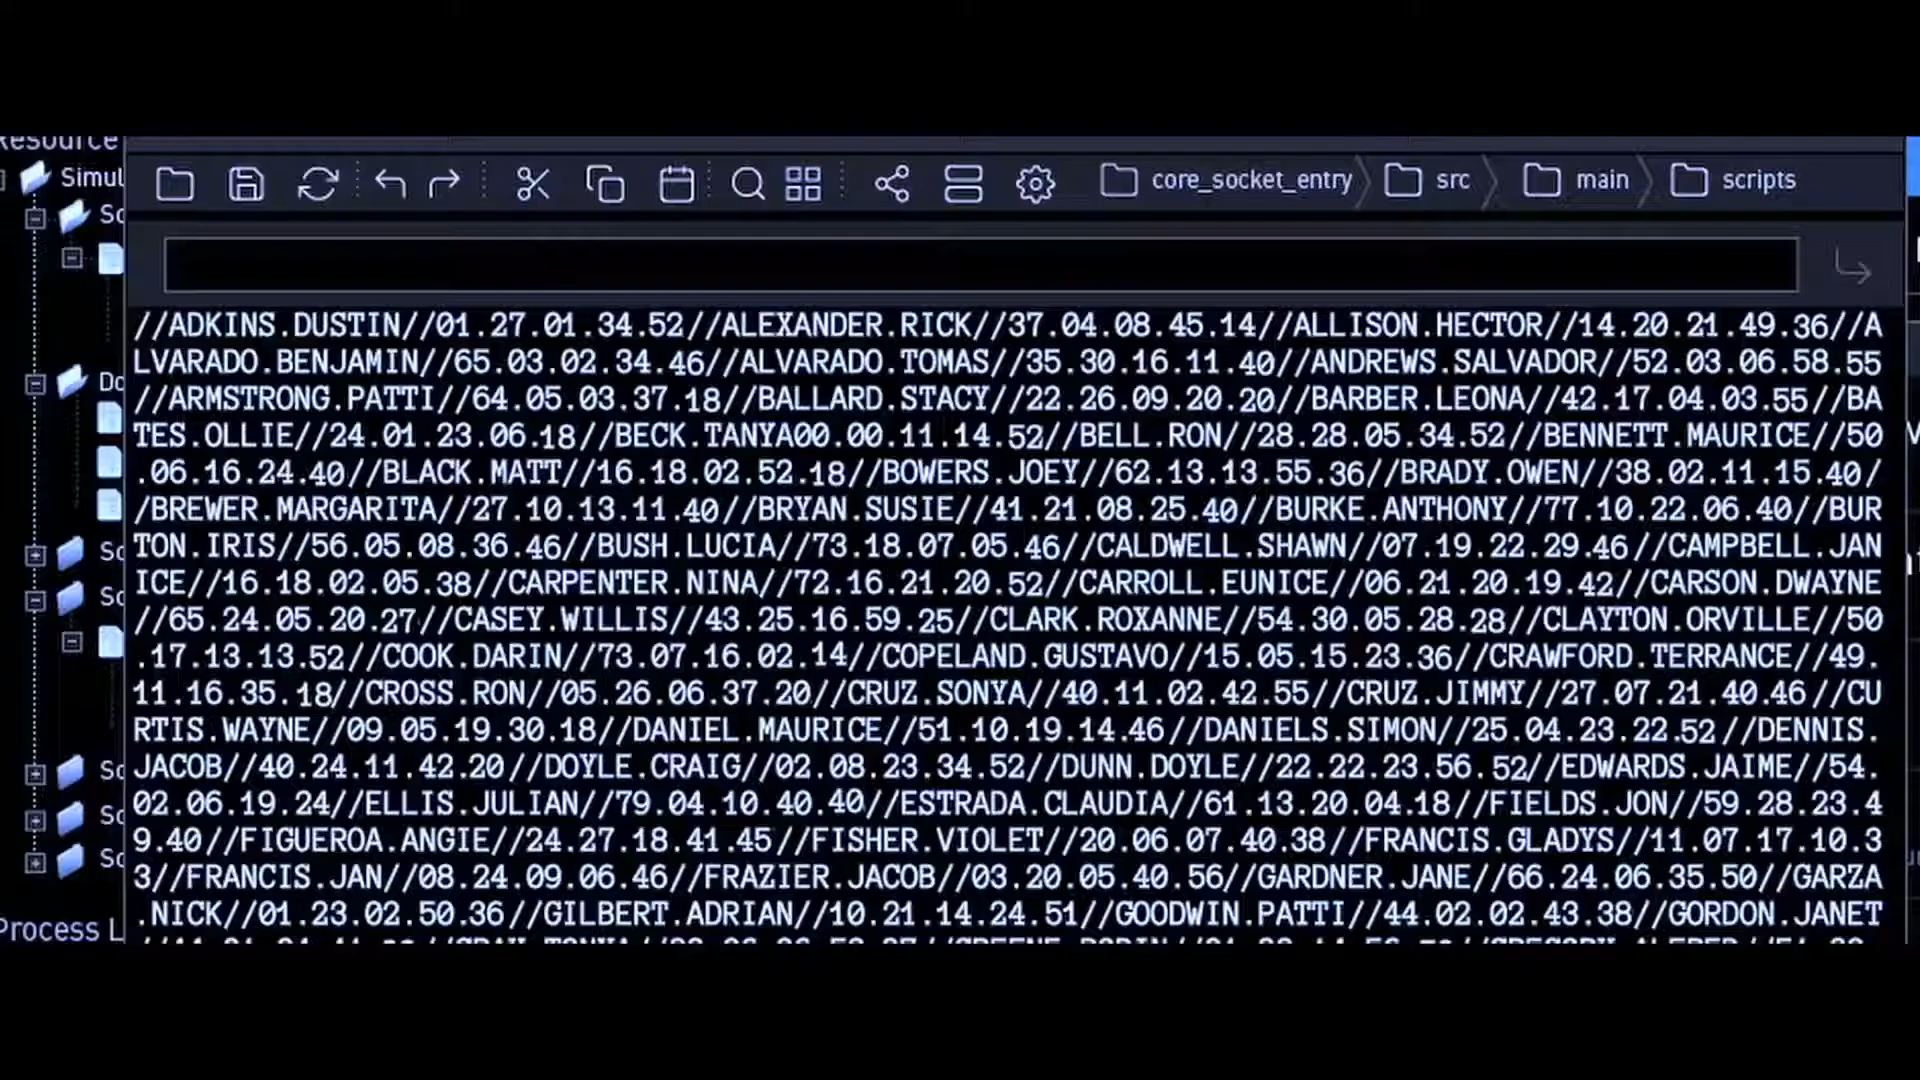 Resource
Simul
core_socket_entry
src
main
scripts
Sc
//ADKINS.DUSTIN//01.27.01.34.52//ALEXANDER.RICK//37.04.08.45.14//ALLISON.HECTOR//14.20.21.49.36//A
LVARADO.BENJAMIN//65.03.02.34.46//ALVARADO.TOMAS//35.30.16.11.40//ANDREWS.SALVADOR//52.03.06.58.55
Do
//ARMSTRONG.PATTI//64.05.03.37.18//BALLARD.STACY//22.26.09.20.20//BARBER.LEONA//42.17.04.03.55//BA
TES.OLLIE//24.01.23.06.18//BECK.TANYA00.00.11.14.52//BELL.RON//28.28.05.34.52//BENNETT.MAURICE//50
.06.16.24.40//BLACK.MATT//16.18.02.52.18//BOWERS.JOEY//62.13.13.55.36//BRADY.OWEN//38.02.11.15.40/
/BREWER.MARGARITA//27.10.13.11.40//BRYAN.SUSIE//41.21.08.25.40//BURKE.ANTHONY//77.10.22.06.40//BUR
Sc
TON.IRIS//56.05.08.36.46//BUSH.LUCIA//73.18.07.05.46//CALDWELL.SHAWN//07.19.22.29.46//CAMPBELL.JAN
ICE//16.18.02.05.38//CARPENTER.NINA//72.16.21.20.52//CARROLL.EUNICE//06.21.20.19.42//CARSON.DWAYNE
Sc
//65.24.05.20.27//CASEY.WILLIS//43.25.16.59.25//CLARK.ROXANNE//54.30.05.28.28//CLAYTON.ORVILLE//50
.17.13.13.52//COOK.DARIN//73.07.16.02.14//COPELAND.GUSTAVO//15.05.15.23.36//CRAWFORD.TERRANCE//49.
11.16.35.18//CROSS.RON//05.26.06.37.20//CRUZ.SONYA//40.11.02.42.55//CRUZ.JIMMY//27.07.21.40.46//CU
RTIS.WAYNE//09.05.19.30.18//DANIEL.MAURICE//51.10.19.14.46//DANIELS.SIMON//25.04.23.22.52//DENNIS.
Sc
JACOB//40.24.11.42.20//DOYLE.CRAIG//02.08.23.34.52//DUNN.DOYLE//22.22.23.56.52//EDWARDS.JAIME//54.
02.06.19.24//ELLIS.JULIAN//79.04.10.40.40//ESTRADA.CLAUDIA//61.13.20.04.18//FIELDS.JON//59.28.23.4
Sc
9.40//FIGUEROA.ANGIE//24.27.18.41.45//FISHER.VIOLET//20.06.07.40.38//FRANCIS.GLADYS//11.07.17.10.3
Sc
3//FRANCIS.JAN//08.24.09.06.46//FRAZIER.JACOB//03.20.05.40.56//GARDNER.JANE//66.24.06.35.50//GARZA
.NICK//01.23.02.50.36//GILBERT.ADRIAN//10.21.14.24.51//GOODWIN.PATTI//44.02.02.43.38//GORDON.JANET
Process L